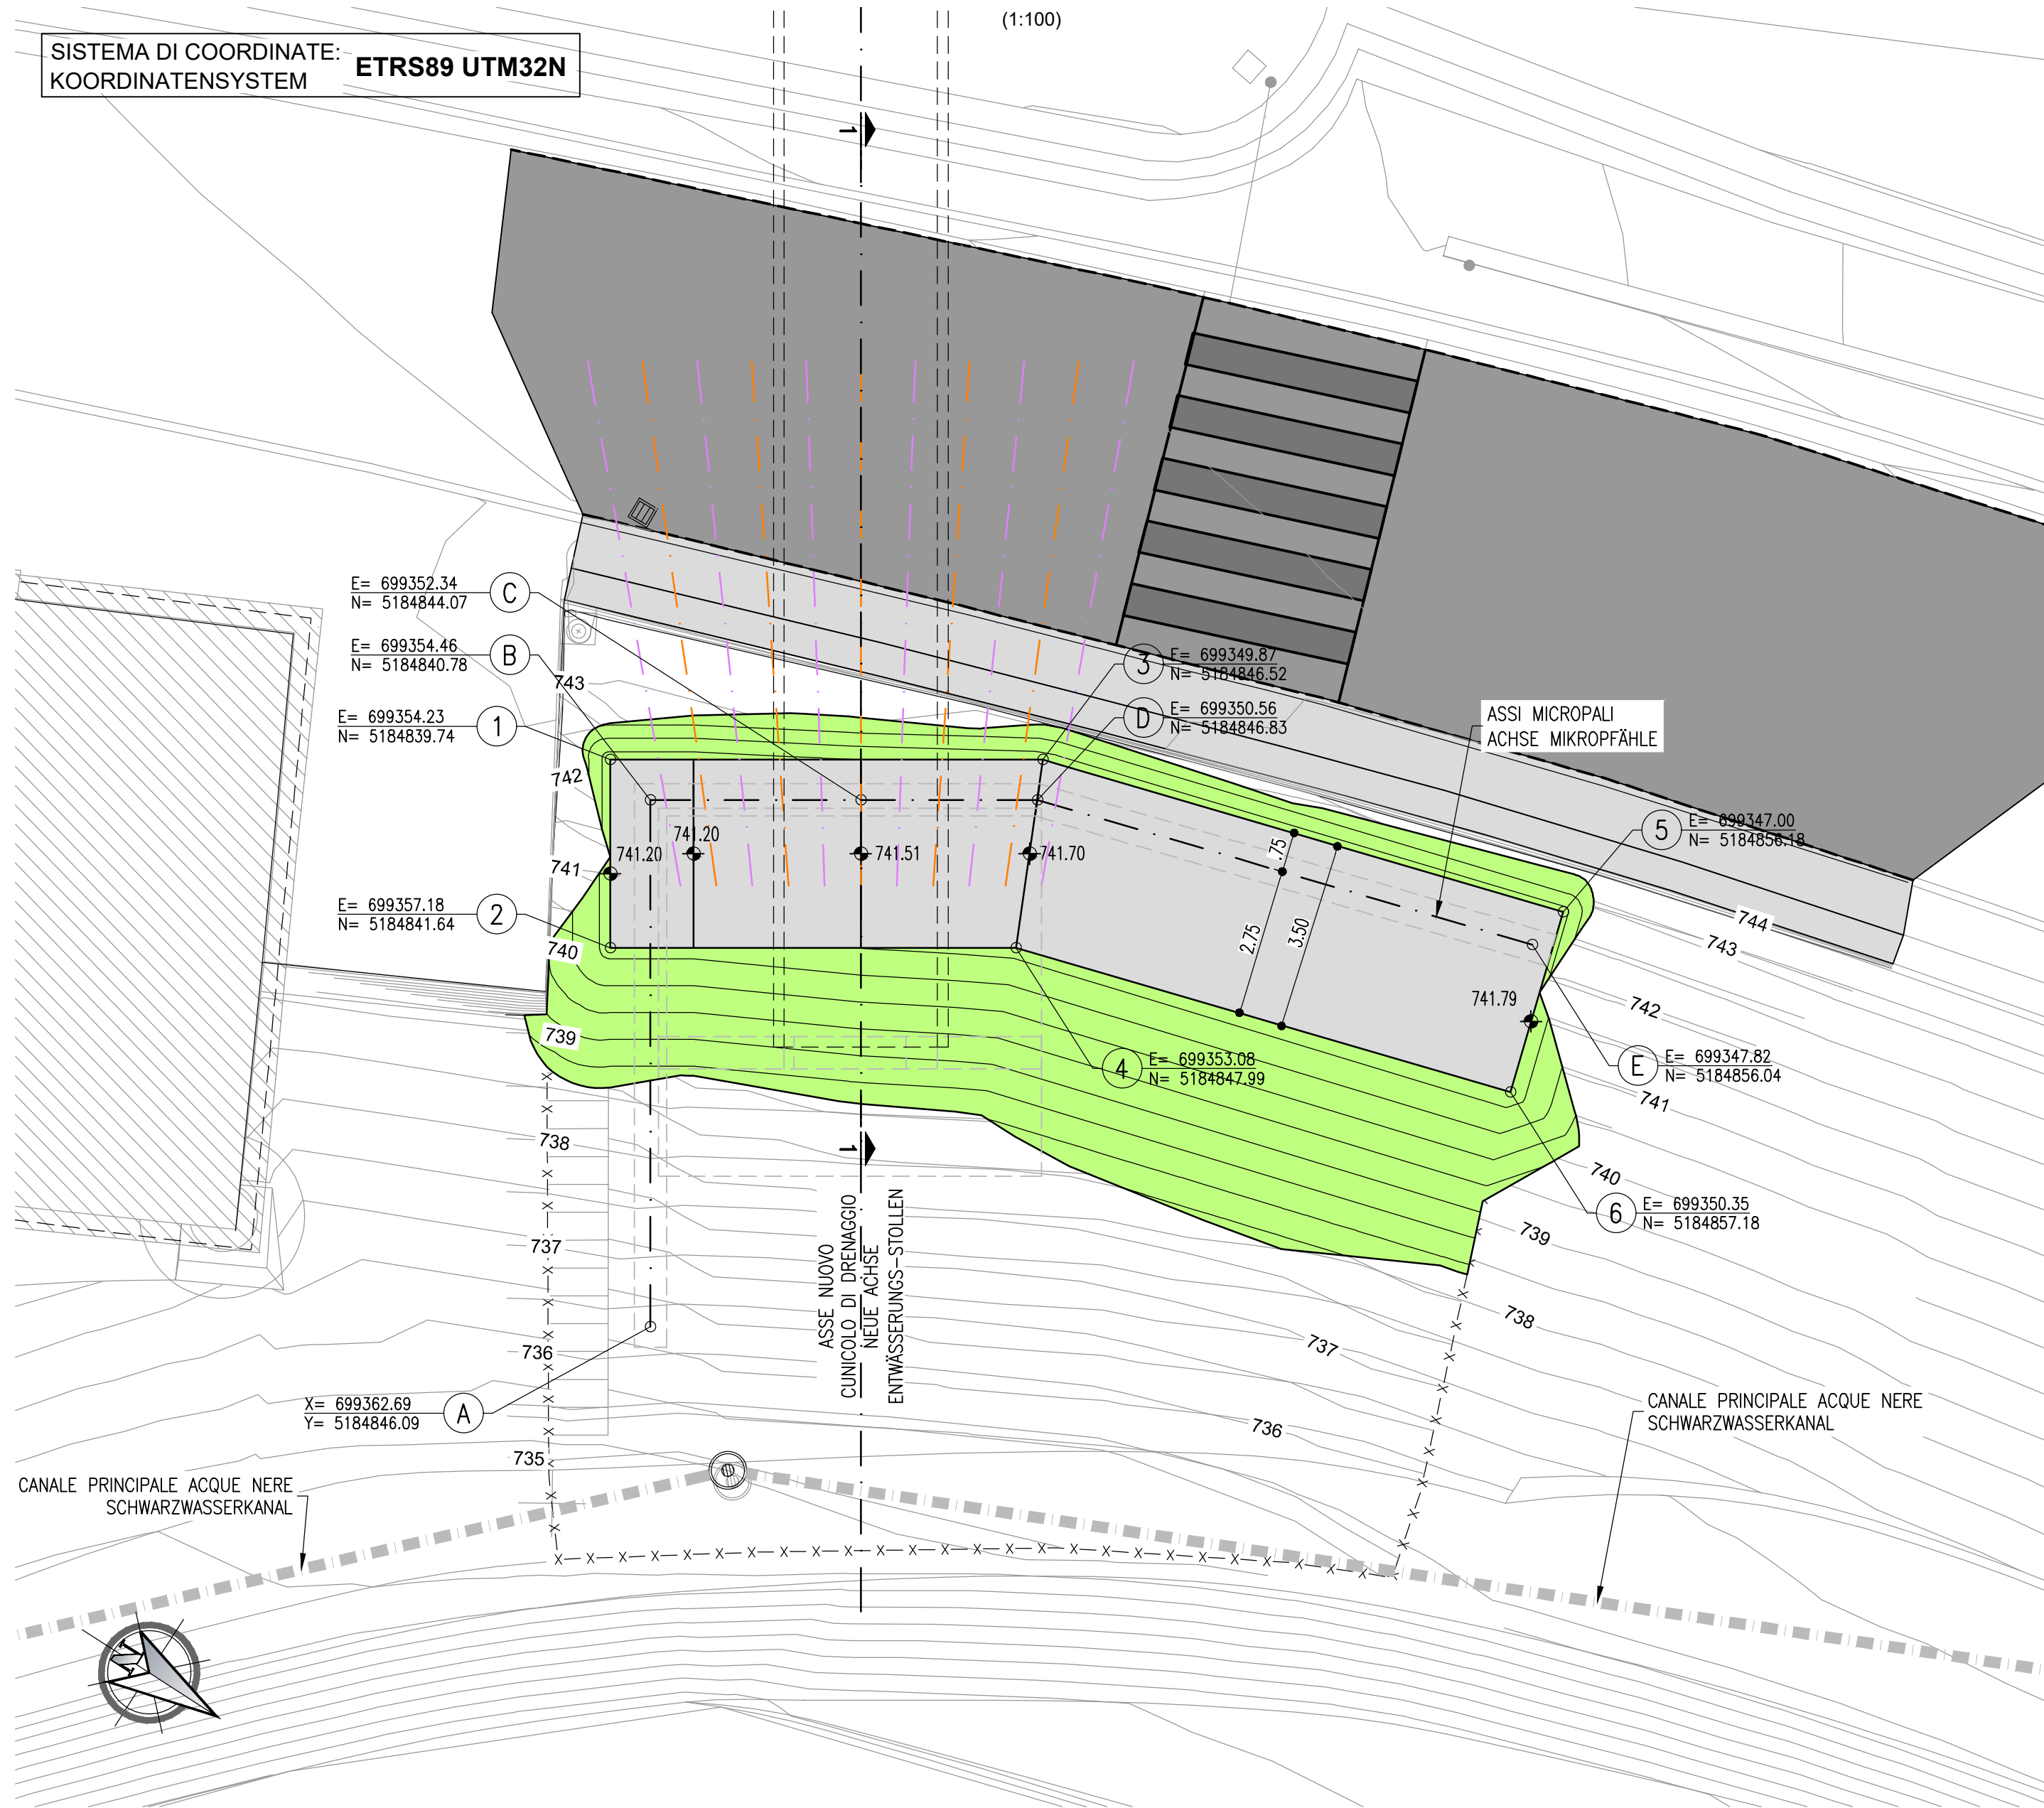 (1:100)
SISTEMA DI COORDINATE:
KOORDINATENSYSTEM
ETRS89 UTM32N
1
E= 699352.34
N= 5184844.07
C
E= 699354.46
N= 5184840.78
B
E= 699354.23
N= 5184839.74
1
E= 699357.18
N= 5184841.64
2
3
E= 699349.87
N= 5184846.52
D
E= 699350.56
N= 5184846.83
ASSI MICROPALI
ACHSE MIKROPFÄHLE
5
E= 699347.00
N= 5184856.18
743
742
741
740
739
738
737
736
735
741.20
741.20
741.51
741.70
741.79
.75
2.75
3.50
744
743
742
741
740
739
738
737
736
4
E= 699353.08
N= 5184847.99
E
E= 699347.82
N= 5184856.04
6
E= 699350.35
N= 5184857.18
1
ASSE NUOVO
CUNICOLO DI DRENAGGIO
NEUE ACHSE
ENTWÄSSERUNGS-STOLLEN
X= 699362.69
Y= 5184846.09
A
CANALE PRINCIPALE ACQUE NERE
SCHWARZWASSERKANAL
CANALE PRINCIPALE ACQUE NERE
SCHWARZWASSERKANAL
N